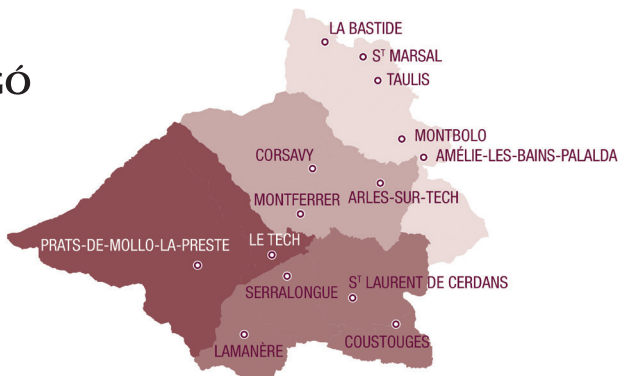 LA BASTIDE
Sᵀ MARSAL
TAULIS
GÓ
MONTBOLO
CORSAVY
AMÉLIE-LES-BAINS-PALALDA
MONTFERRER
ARLES-SUR-TECH
PRATS-DE-MOLLO-LA-PRESTE
LE TECH
SERRALONGUE
Sᵀ LAURENT DE CERDANS
LAMANÈRE
COUSTOUGES